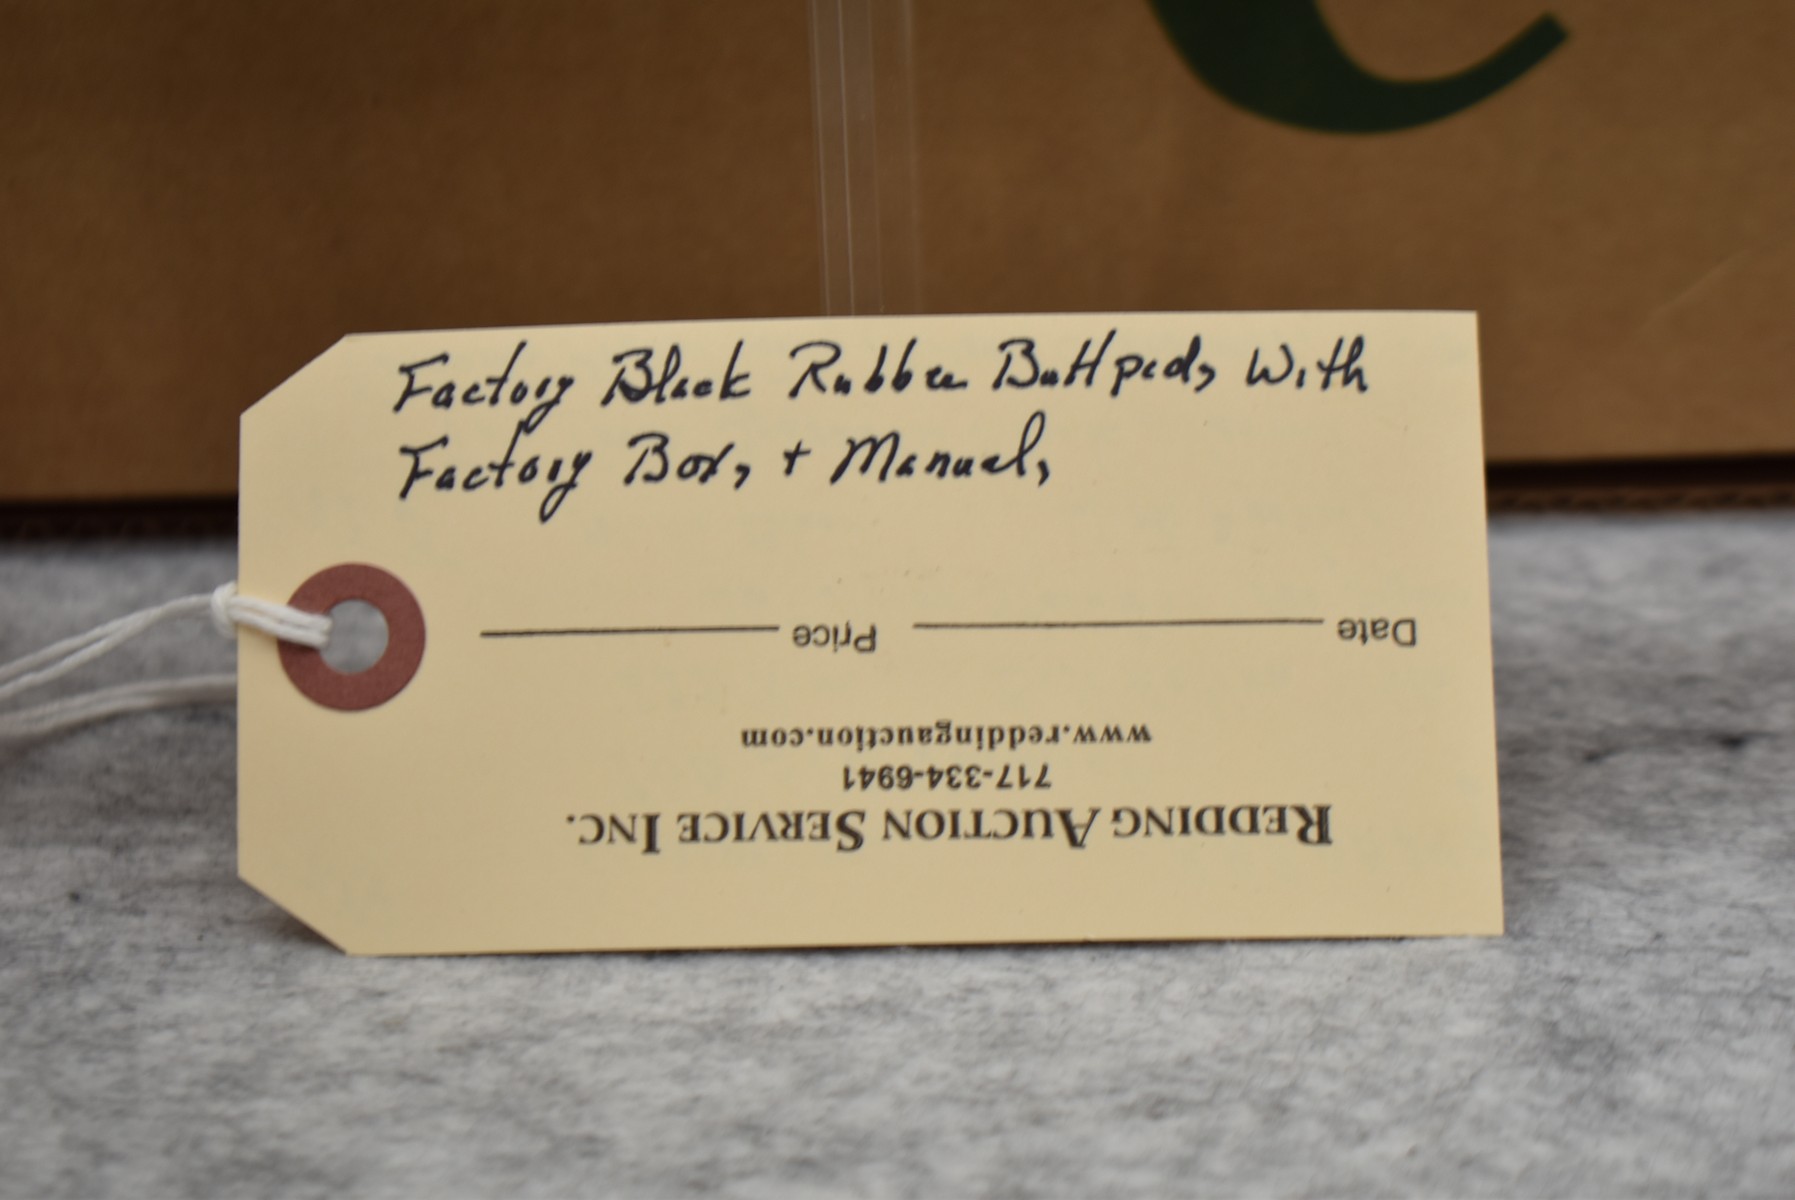 Factory Black Rubber Buttpad, With
Factory Box, + Manual,
Date Price
www.reddingauction.com
717-334-6941
REDDING AUCTION SERVICE INC.